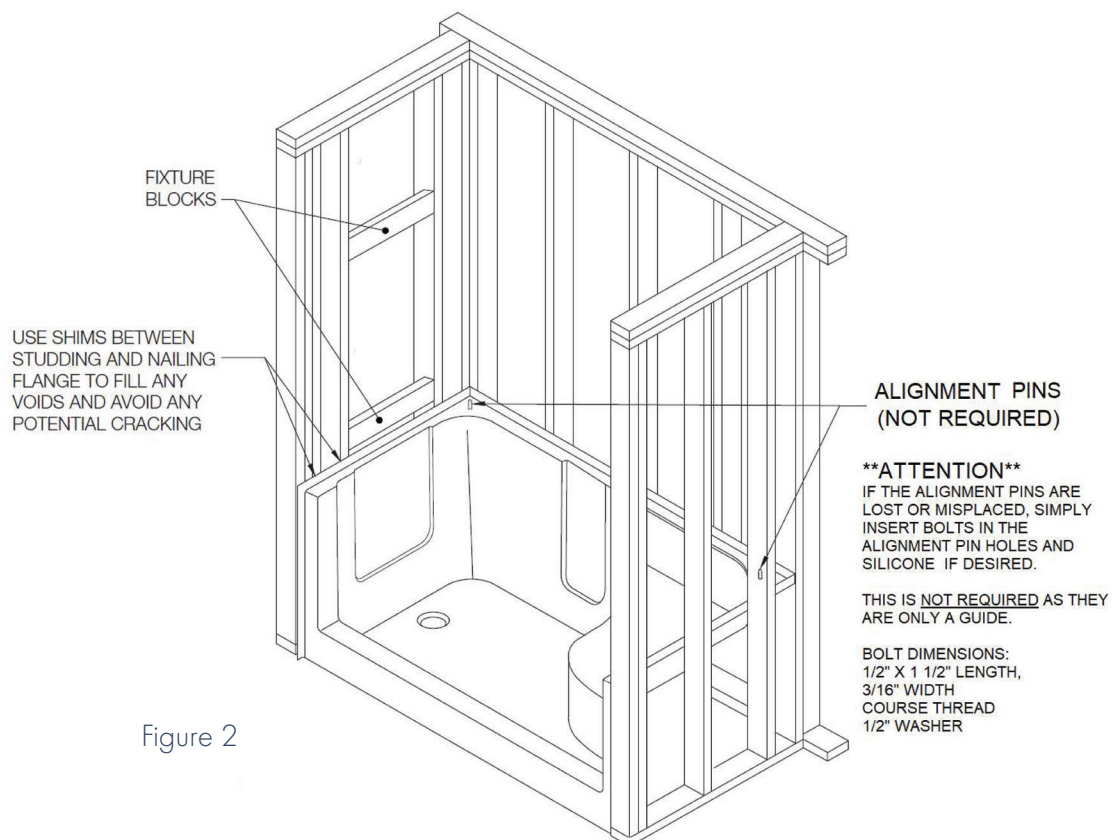 FIXTURE
BLOCKS
USE SHIMS BETWEEN
STUDDING AND NAILING
FLANGE TO FILL ANY
VOIDS AND AVOID ANY
POTENTIAL CRACKING
ALIGNMENT PINS
(NOT REQUIRED)
**ATTENTION**
IF THE ALIGNMENT PINS ARE
LOST OR MISPLACED, SIMPLY
INSERT BOLTS IN THE
ALIGNMENT PIN HOLES AND
SILICONE IF DESIRED.
THIS IS NOT REQUIRED AS THEY
ARE ONLY A GUIDE.
BOLT DIMENSIONS:
1/2" X 1 1/2" LENGTH,
3/16" WIDTH
COURSE THREAD
1/2" WASHER
Figure 2